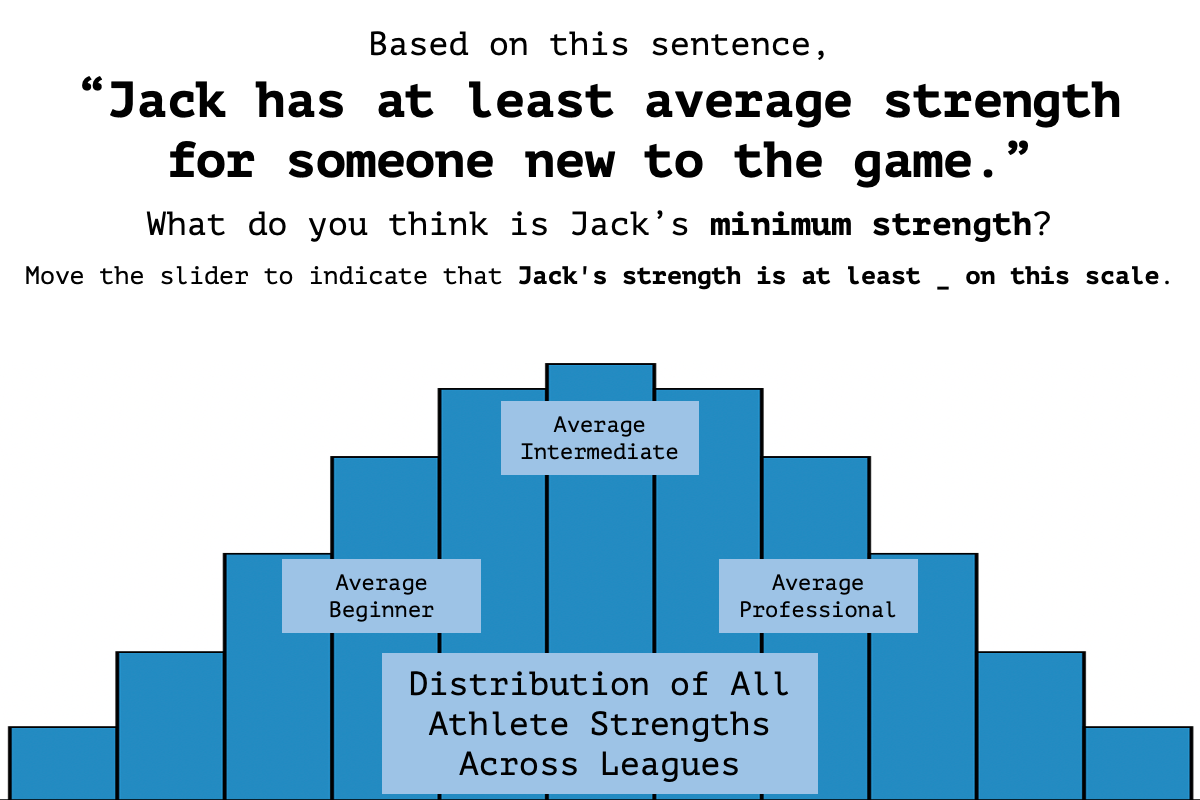 Based on this sentence,
“Jack has at least average strength
for someone new to the game.”
What do you think is Jack’s minimum strength?
Move the slider to indicate that Jack's strength is at least _ on this scale.
Average
Intermediate
Average
Beginner
Average
Professional
Distribution of All
Athlete Strengths
Across Leagues